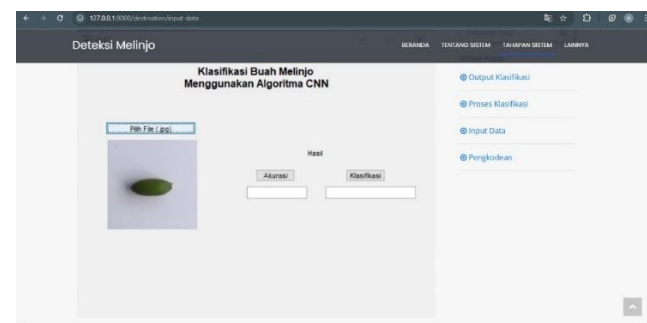 127.0.0.1:8000/destination/input-data
Deteksi Melinjo
BERANDA TENTANG SISTEM TAHAPAN SISTEM LAINNYA
Klasifikasi Buah Melinjo
Menggunakan Algoritma CNN
Pilih File (.jpg)
Hasil
Akurasi Klasifikasi
Output Klasifikasi
Proses Klasifikasi
Input Data
Pengkodean